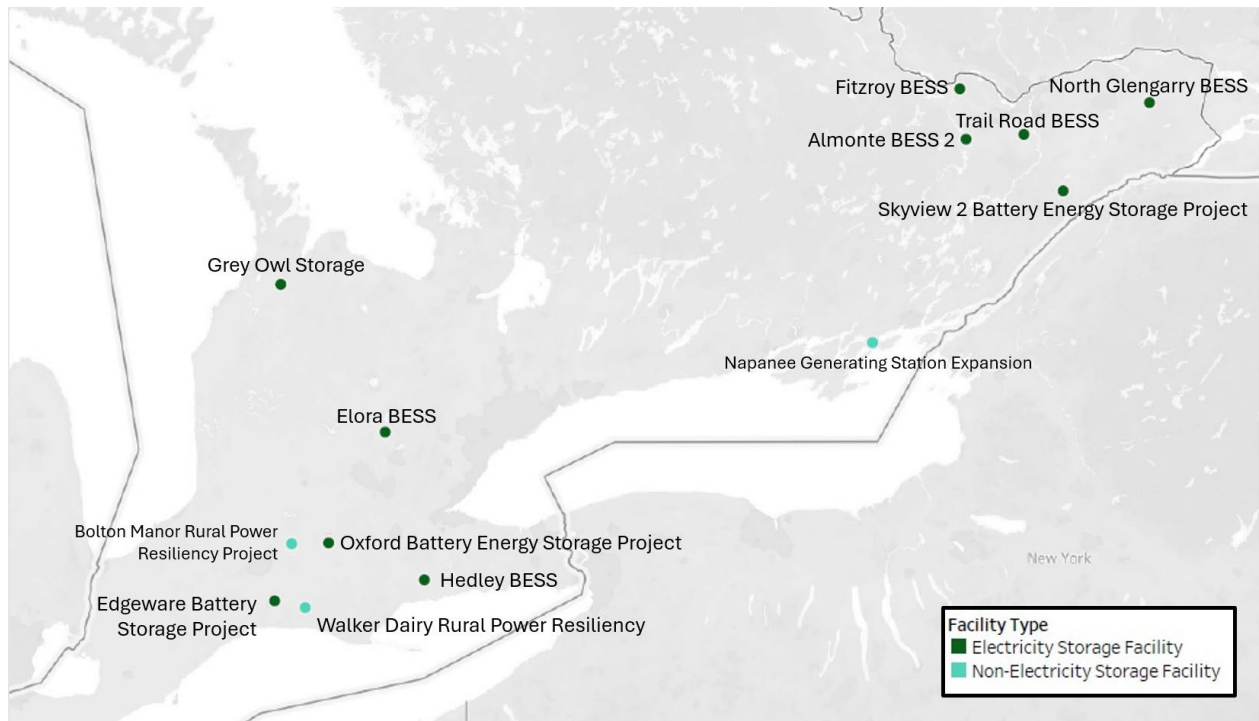 Fitzroy BESS
North Glengarry BESS
Trail Road BESS
Almonte BESS 2
Skyview 2 Battery Energy Storage Project
Grey Owl Storage
Napanee Generating Station Expansion
Elora BESS
Bolton Manor Rural Power
Resiliency Project
Oxford Battery Energy Storage Project
Hedley BESS
Edgeware Battery
Storage Project
Walker Dairy Rural Power Resiliency
New York
Facility Type
Electricity Storage Facility
Non-Electricity Storage Facility